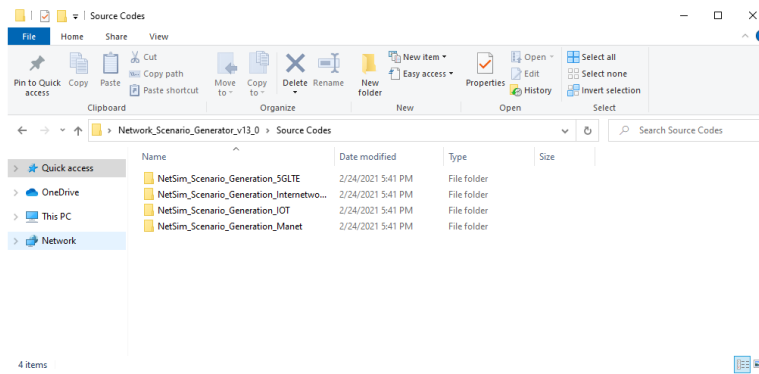 Source Codes
File Home Share View
Pin to Quick access
Copy
Paste
Cut
Copy path
Paste shortcut
Clipboard
Move to
Copy to
Delete
Rename
Organize
New folder
New item
Easy access
New
Properties
Open
Edit
History
Open
Select all
Select none
Invert selection
Select
Network_Scenario_Generator_v13_0 > Source Codes
Search Source Codes
Quick access
OneDrive
This PC
Network
Name Date modified Type Size
NetSim_Scenario_Generation_5GLTE 2/24/2021 5:41 PM File folder
NetSim_Scenario_Generation_Internetwo... 2/24/2021 5:41 PM File folder
NetSim_Scenario_Generation_IOT 2/24/2021 5:41 PM File folder
NetSim_Scenario_Generation_Manet 2/24/2021 5:41 PM File folder
4 items